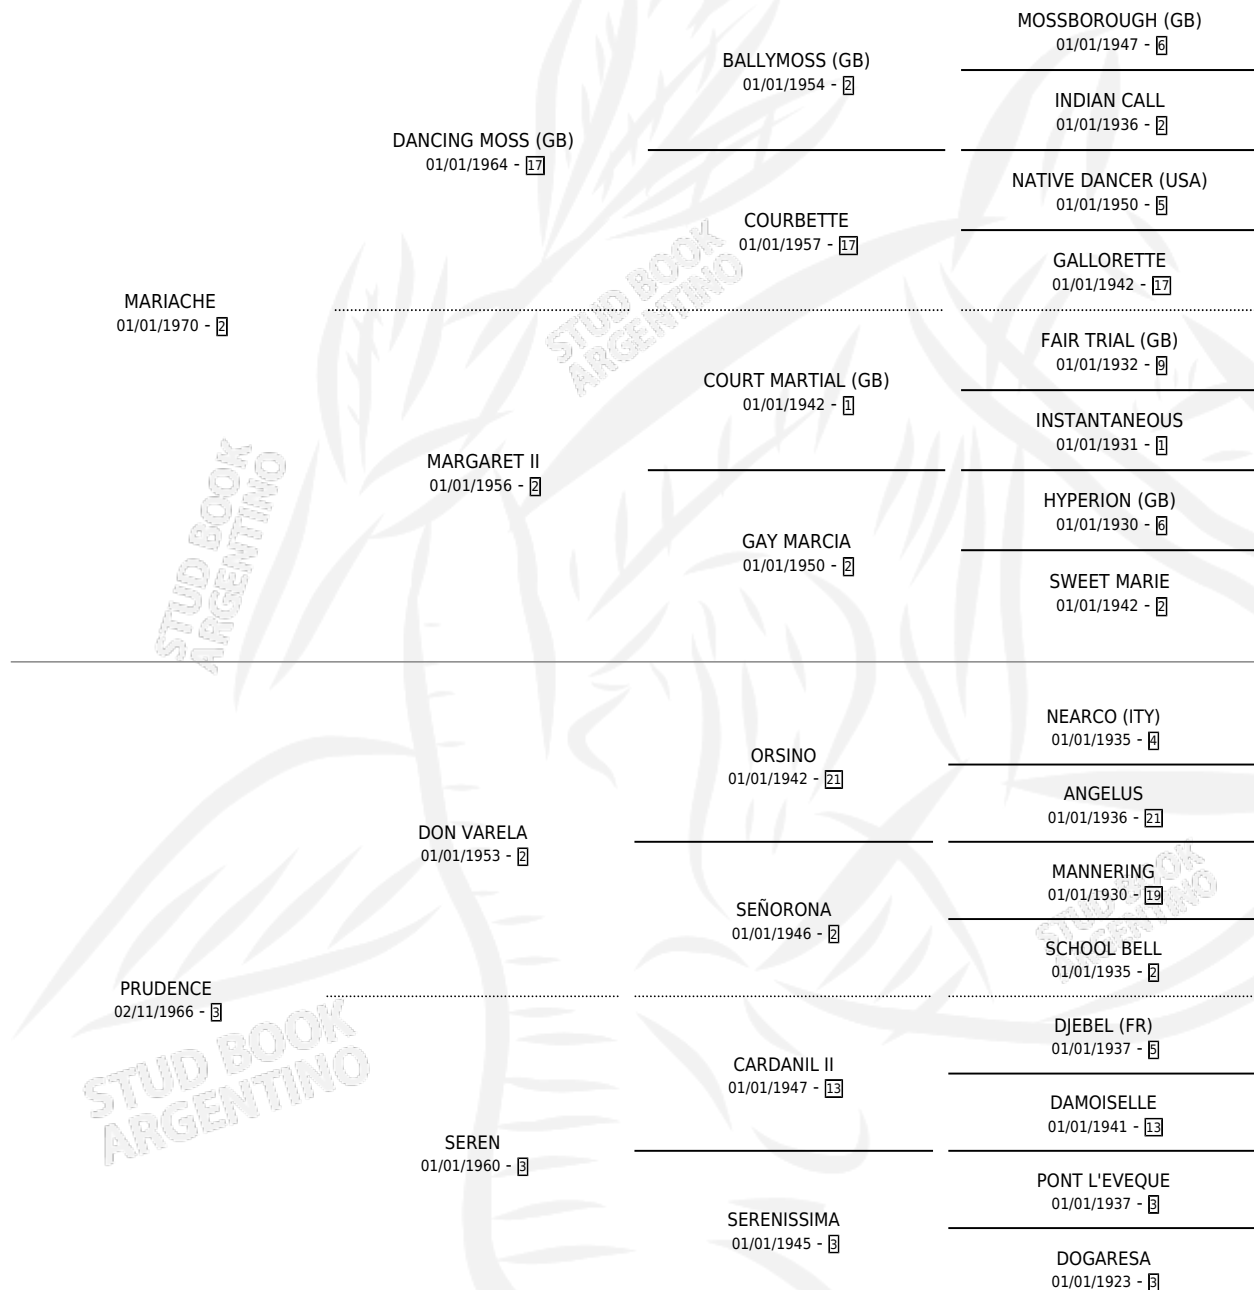 MOSSBOROUGH (GB)
01/01/1947 - 6
BALLYMOSS (GB)
01/01/1954 - 2
INDIAN CALL
01/01/1936 - 2
DANCING MOSS (GB)
01/01/1964 - 17
NATIVE DANCER (USA)
01/01/1950 - 5
COURBETTE
01/01/1957 - 17
GALLORETTE
01/01/1942 - 17
MARIACHE
01/01/1970 - 2
FAIR TRIAL (GB)
01/01/1932 - 9
COURT MARTIAL (GB)
01/01/1942 - 1
INSTANTANEOUS
01/01/1931 - 1
MARGARET II
01/01/1956 - 2
HYPERION (GB)
01/01/1930 - 6
GAY MARCIA
01/01/1950 - 2
SWEET MARIE
01/01/1942 - 2
NEARCO (ITY)
01/01/1935 - 4
ORSINO
01/01/1942 - 21
ANGELUS
01/01/1936 - 21
DON VARELA
01/01/1953 - 2
MANNERING
01/01/1930 - 19
SEÑORONA
01/01/1946 - 2
SCHOOL BELL
01/01/1935 - 2
PRUDENCE
02/11/1966 - 3
DJEBEL (FR)
01/01/1937 - 5
CARDANIL II
01/01/1947 - 13
DAMOISELLE
01/01/1941 - 13
SEREN
01/01/1960 - 3
PONT L'EVEQUE
01/01/1937 - 3
SERENISSIMA
01/01/1945 - 3
DOGARESA
01/01/1923 - 3
STUD BOOK
ARGENTINO
STUD BOOK
ARGENTINO
STUD BOOK
ARGENTINO
STUD BOOK
ARGENTINO